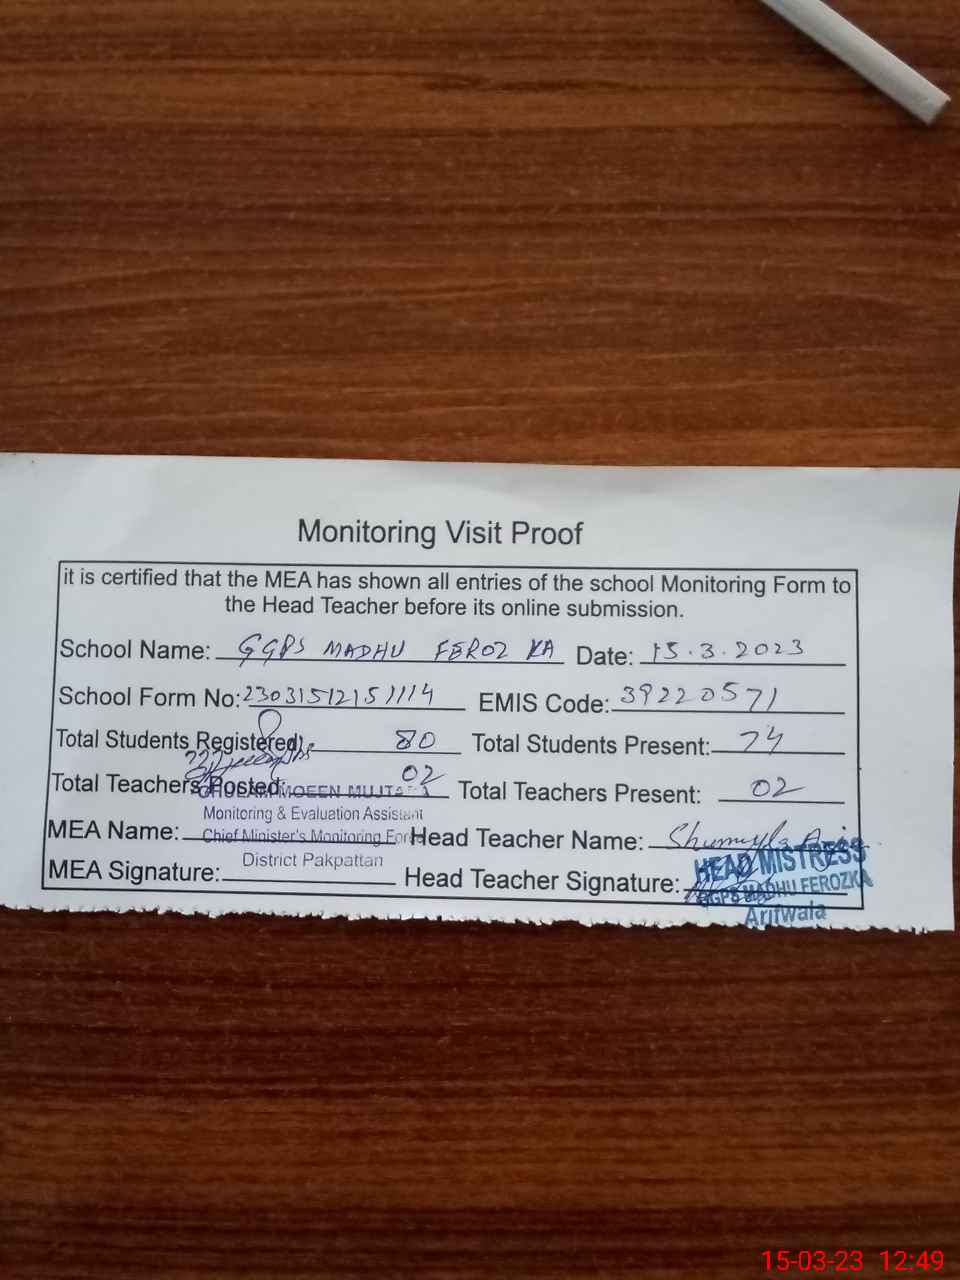 Monitoring Visit Proof
it is certified that the MEA has shown all entries of the school Monitoring Form to
the Head Teacher before its online submission.
School Name: GGPS MADHU FEROZ KA Date: 15.3.2023
School Form No: 23031512151114 EMIS Code: 39220571
Total Students Registered: 80 Total Students Present: 74
Total Teachers Posted: 02 Total Teachers Present: 02
GHULAM MOEEN MUJTABA
Monitoring & Evaluation Assistant
MEA Name: Head Teacher Name: Shumyla
Chief Minister's Monitoring Force
District Pakpattan
MEA Signature: Head Teacher Signature:
HEAD MISTRESS
GGPS MADHU FEROZKA
Arifwala
15-03-23 12:49